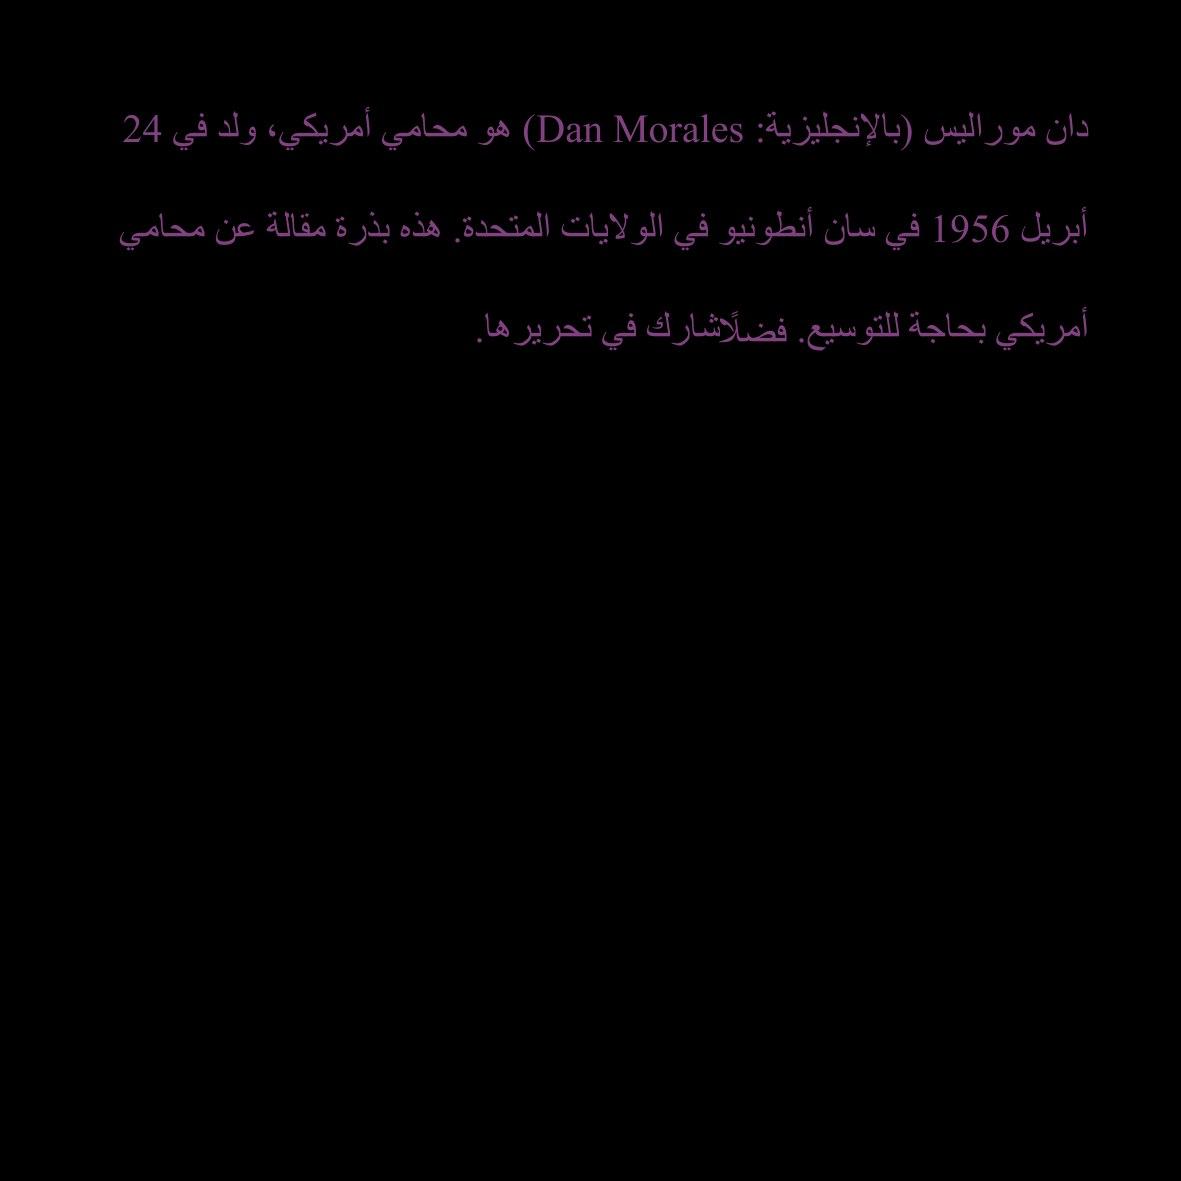 دان موراليس (بالإنجليزية: Dan Morales) هو محامي أمريكي، ولد في 24
أبريل 1956 في سان أنطونيو في الولايات المتحدة. هذه بذرة مقالة عن محامي
أمريكي بحاجة للتوسيع. فضلًاشارك في تحريرها.